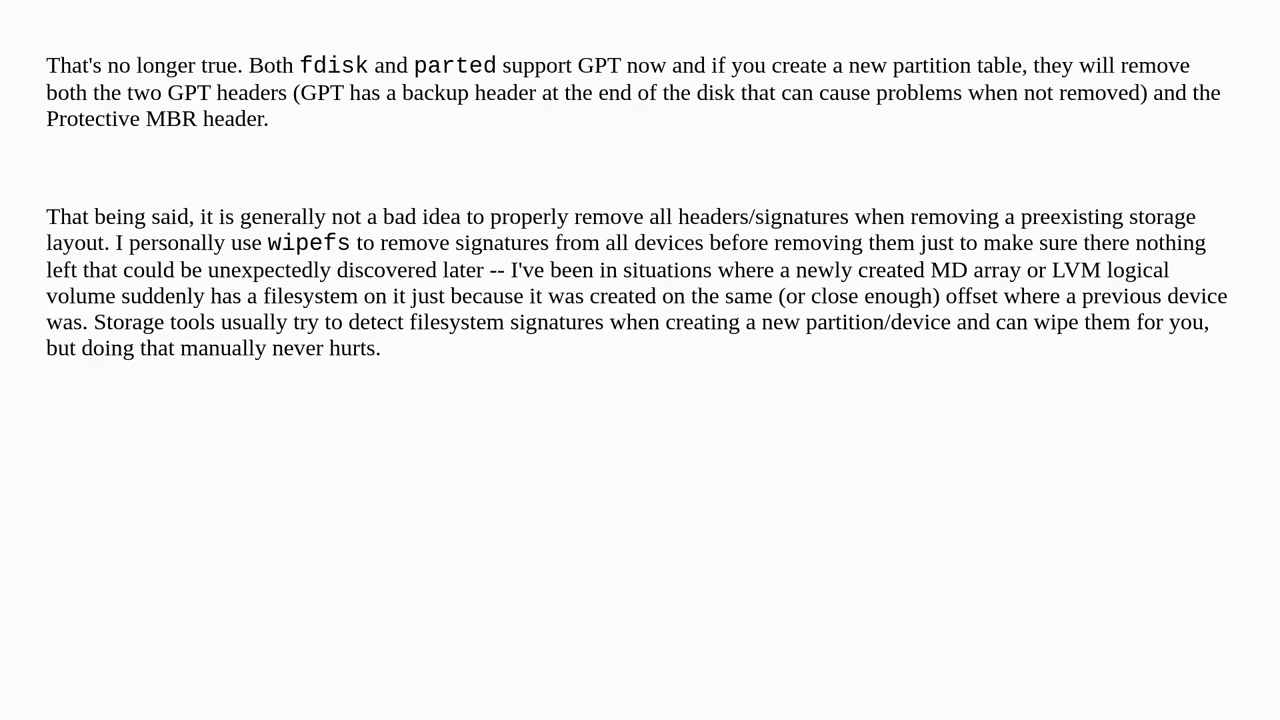 That's no longer true. Both fdisk and parted support GPT now and if you create a new partition table, they will remove
both the two GPT headers (GPT has a backup header at the end of the disk that can cause problems when not removed) and the
Protective MBR header.
That being said, it is generally not a bad idea to properly remove all headers/signatures when removing a preexisting storage
layout. I personally use wipefs to remove signatures from all devices before removing them just to make sure there nothing
left that could be unexpectedly discovered later -- I've been in situations where a newly created MD array or LVM logical
volume suddenly has a filesystem on it just because it was created on the same (or close enough) offset where a previous device
was. Storage tools usually try to detect filesystem signatures when creating a new partition/device and can wipe them for you,
but doing that manually never hurts.